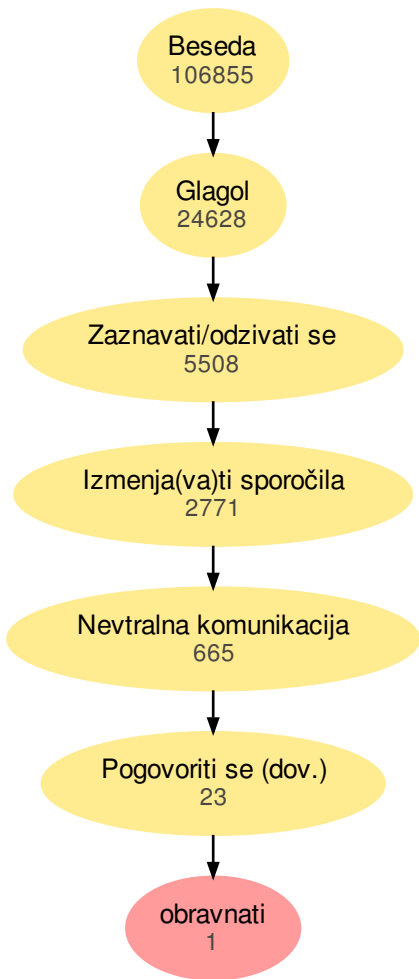 Beseda
106855
Glagol
24628
Zaznavati/odzivati se
5508
Izmenja(va)ti sporočila
2771
Nevtralna komunikacija
665
Pogovoriti se (dov.)
23
obravnati
1